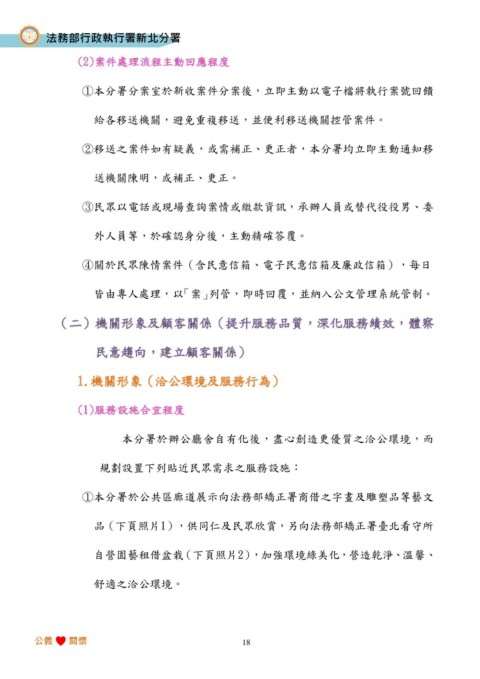 法務部行政執行署新北分署
(2)案件處理流程主動回應程度
①本分署分案室於新收案件分案後，立即主動以電子檔將執行案號回饋
給各移送機關，避免重複移送，並便利移送機關控管案件。
②移送之案件如有疑義，或需補正、更正者，本分署均立即主動通知移
送機關陳明，或補正、更正。
③民眾以電話或現場查詢案情或繳款資訊，承辦人員或替代役役男、委
外人員等，於確認身分後，主動精確答覆。
④關於民眾陳情案件（含民意信箱、電子民意信箱及廉政信箱），每日
皆由專人處理，以「案」列管，即時回覆，並納入公文管理系統管制。
（二）機關形象及顧客關係（提升服務品質，深化服務績效，體察
民意趨向，建立顧客關係）
1.機關形象（洽公環境及服務行為）
(1)服務設施合宜程度
本分署於辦公廳舍自有化後，盡心創造更優質之洽公環境，而
規劃設置下列貼近民眾需求之服務設施：
①本分署於公共區廊道展示向法務部矯正署商借之字畫及雕塑品等藝文
品（下頁照片1），供同仁及民眾欣賞，另向法務部矯正署臺北看守所
自營園藝租借盆栽（下頁照片2），加強環境綠美化，營造乾淨、溫馨、
舒適之洽公環境。
公義 關懷
18